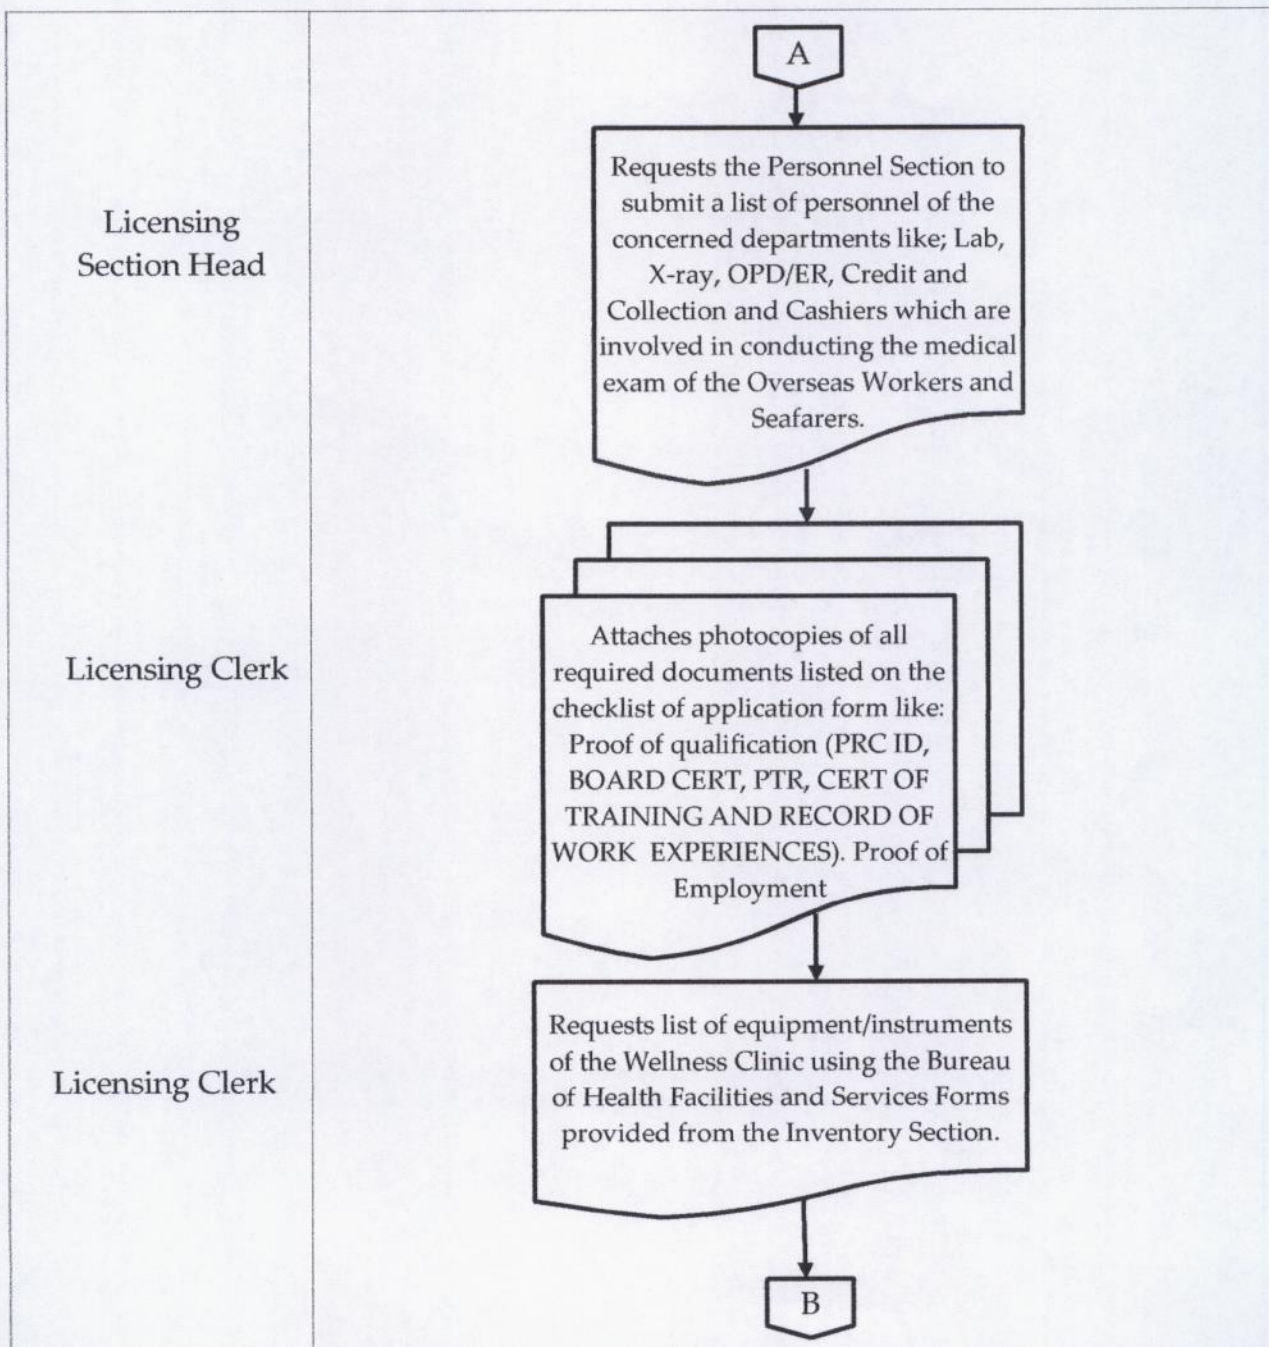 A
Licensing
Section Head
Requests the Personnel Section to
submit a list of personnel of the
concerned departments like; Lab,
X-ray, OPD/ER, Credit and
Collection and Cashiers which are
involved in conducting the medical
exam of the Overseas Workers and
Seafarers.
Licensing Clerk
Attaches photocopies of all
required documents listed on the
checklist of application form like:
Proof of qualification (PRC ID,
BOARD CERT, PTR, CERT OF
TRAINING AND RECORD OF
WORK EXPERIENCES). Proof of
Employment
Licensing Clerk
Requests list of equipment/instruments
of the Wellness Clinic using the Bureau
of Health Facilities and Services Forms
provided from the Inventory Section.
B